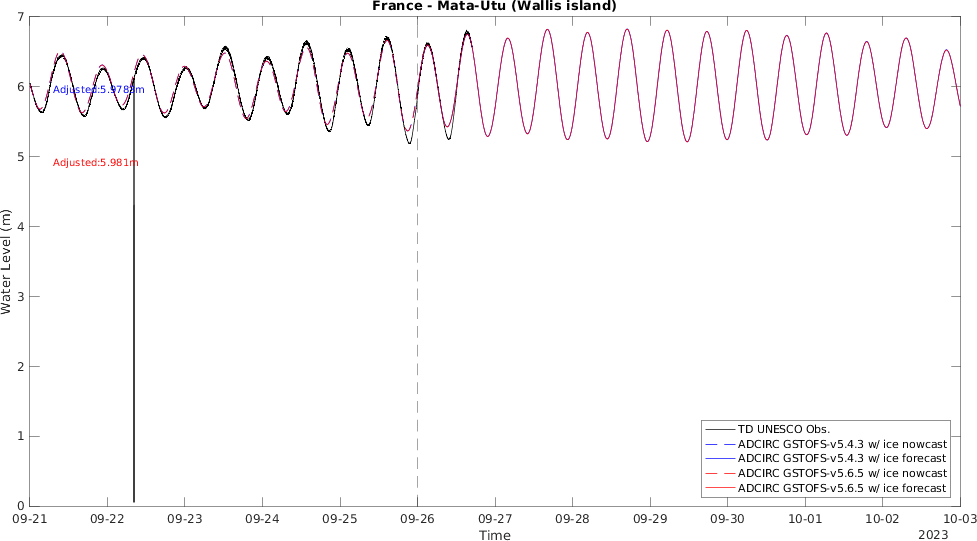 France - Mata-Utu (Wallis island)
7
6
5
4
3
2
1
0
Water Level (m)
Adjusted:5.9783m
Adjusted:5.981m
TD UNESCO Obs.
ADCIRC GSTOFS-v5.4.3 w/ ice nowcast
ADCIRC GSTOFS-v5.4.3 w/ ice forecast
ADCIRC GSTOFS-v5.6.5 w/ ice nowcast
ADCIRC GSTOFS-v5.6.5 w/ ice forecast
09-21 09-22 09-23 09-24 09-25 09-26 09-27 09-28 09-29 09-30 10-01 10-02 10-03
Time
2023